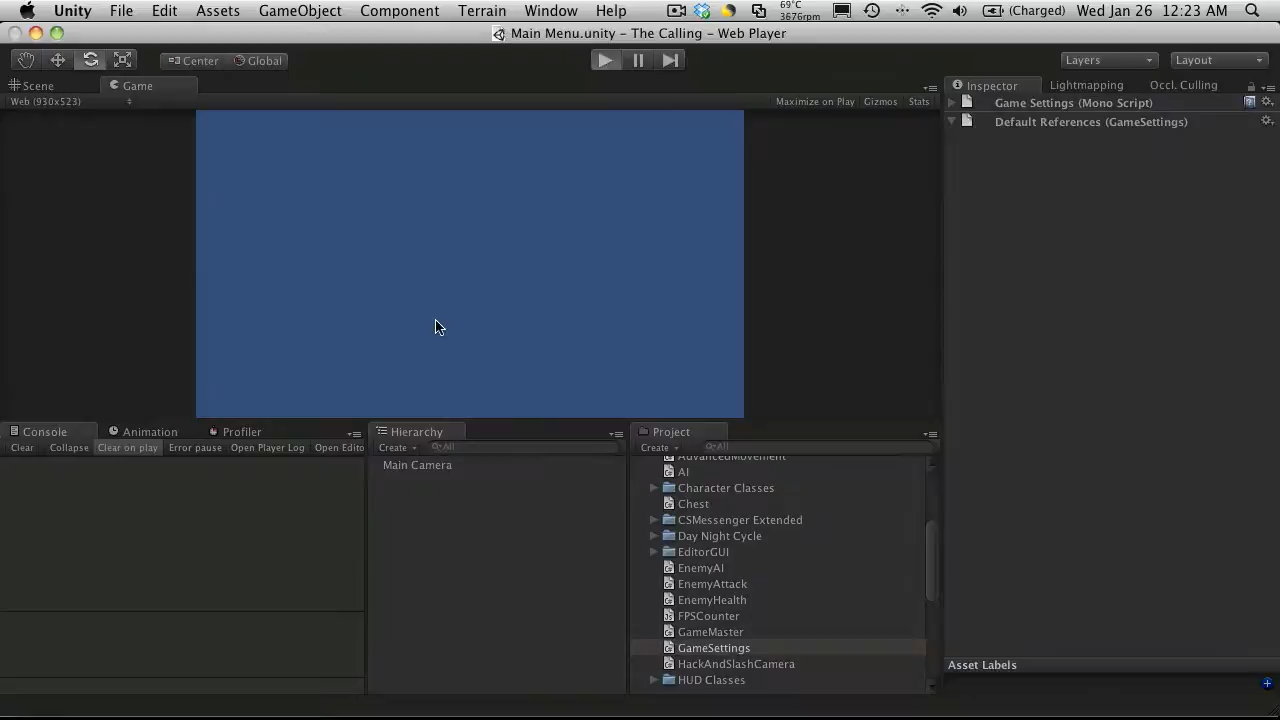 Unity File Edit Assets GameObject Component Terrain Window Help 69°C 3676rpm (Charged) Wed Jan 26 12:23 AM
Main Menu.unity – The Calling – Web Player
Center Global Layers Layout
Scene Game Inspector Lightmapping Occl. Culling
Web (930x523) Maximize on Play Gizmos Stats
Game Settings (Mono Script)
Default References (GameSettings)
Console Animation Profiler Hierarchy Project
Clear Collapse Clear on play Error pause Open Player Log Open Edito Create All Create All
Main Camera
AdvancedMovement
AI
Character Classes
Chest
CSMessenger Extended
Day Night Cycle
EditorGUI
EnemyAI
EnemyAttack
EnemyHealth
FPSCounter
GameMaster
GameSettings
HackAndSlashCamera
HUD Classes
Asset Labels